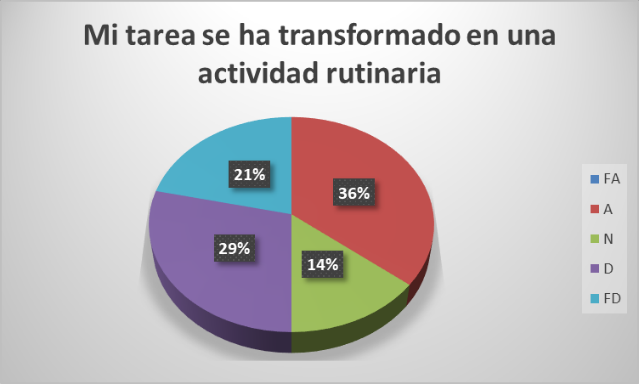 Mi tarea se ha transformado en una
actividad rutinaria
21%
36%
29%
14%
FA
A
N
D
FD